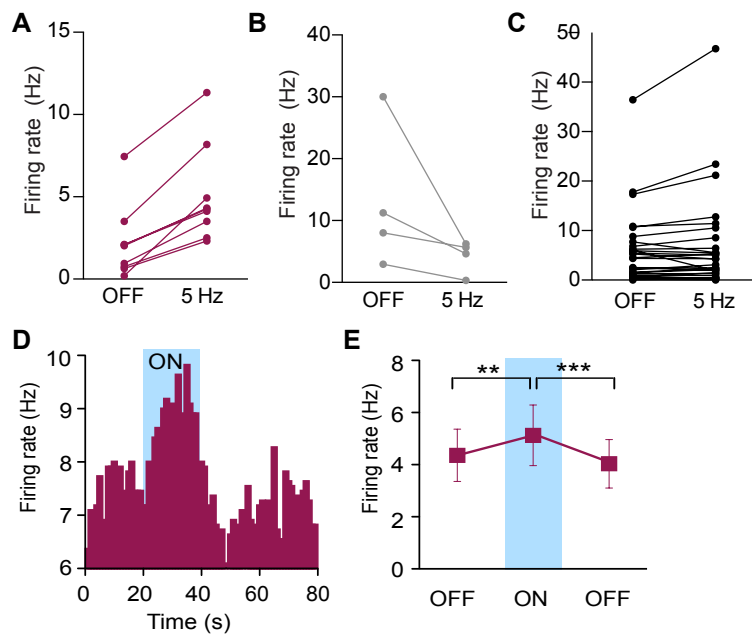 A
Firing rate (Hz)
15
10
5
0
OFF
5 Hz
B
Firing rate (Hz)
40
30
20
10
0
OFF
5 Hz
C
Firing rate (Hz)
50
40
30
20
10
0
OFF
5 Hz
D
Firing rate (Hz)
10
9
8
7
6
ON
0
20
40
60
80
Time (s)
E
Firing rate (Hz)
8
6
4
2
0
**
***
OFF
ON
OFF